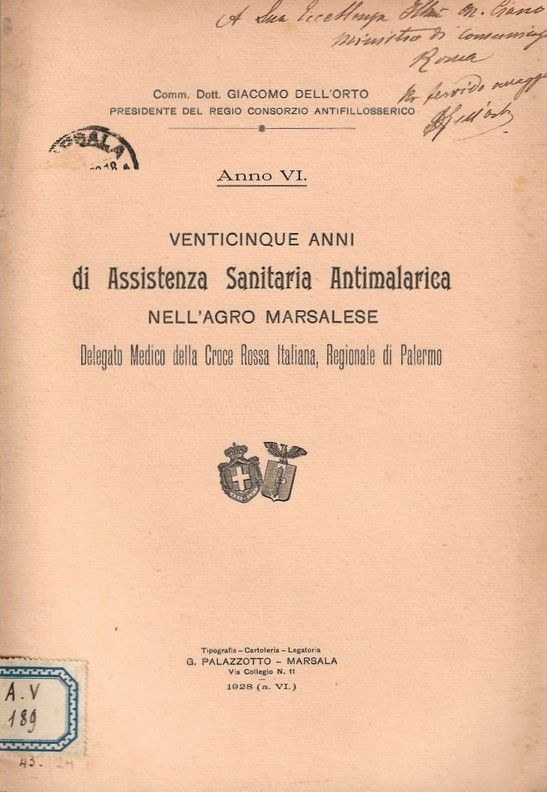 A Sua Eccellenza Ciano
Ministro di
Roma
Comm. Dott. GIACOMO DELL'ORTO
PRESIDENTE DEL REGIO CONSORZIO ANTIFILLOSSERICO
Anno VI.
VENTICINQUE ANNI
di Assistenza Sanitaria Antimalarica
NELL'AGRO MARSALESE
Delegato Medico della Croce Rossa Italiana, Regionale di Palermo
Tipografia – Cartoleria – Legatoria
G. PALAZZOTTO – MARSALA
Via Collegio N. 11
1928 (a. VI.)
A.V
189